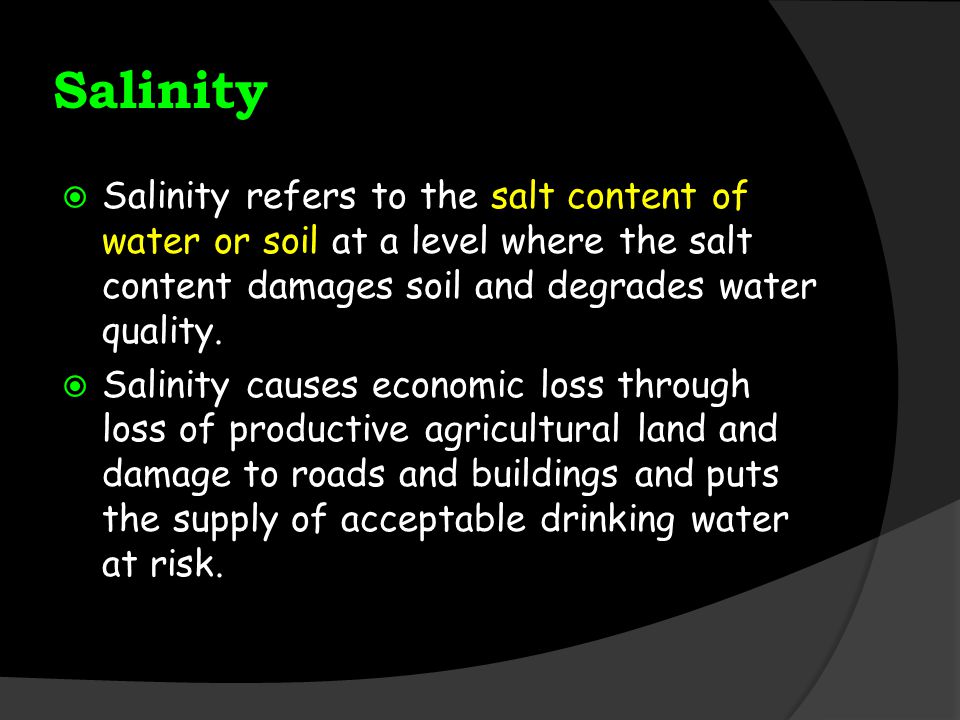 Salinity
Salinity refers to the salt content of
water or soil at a level where the salt
content damages soil and degrades water
quality.
Salinity causes economic loss through
loss of productive agricultural land and
damage to roads and buildings and puts
the supply of acceptable drinking water
at risk.